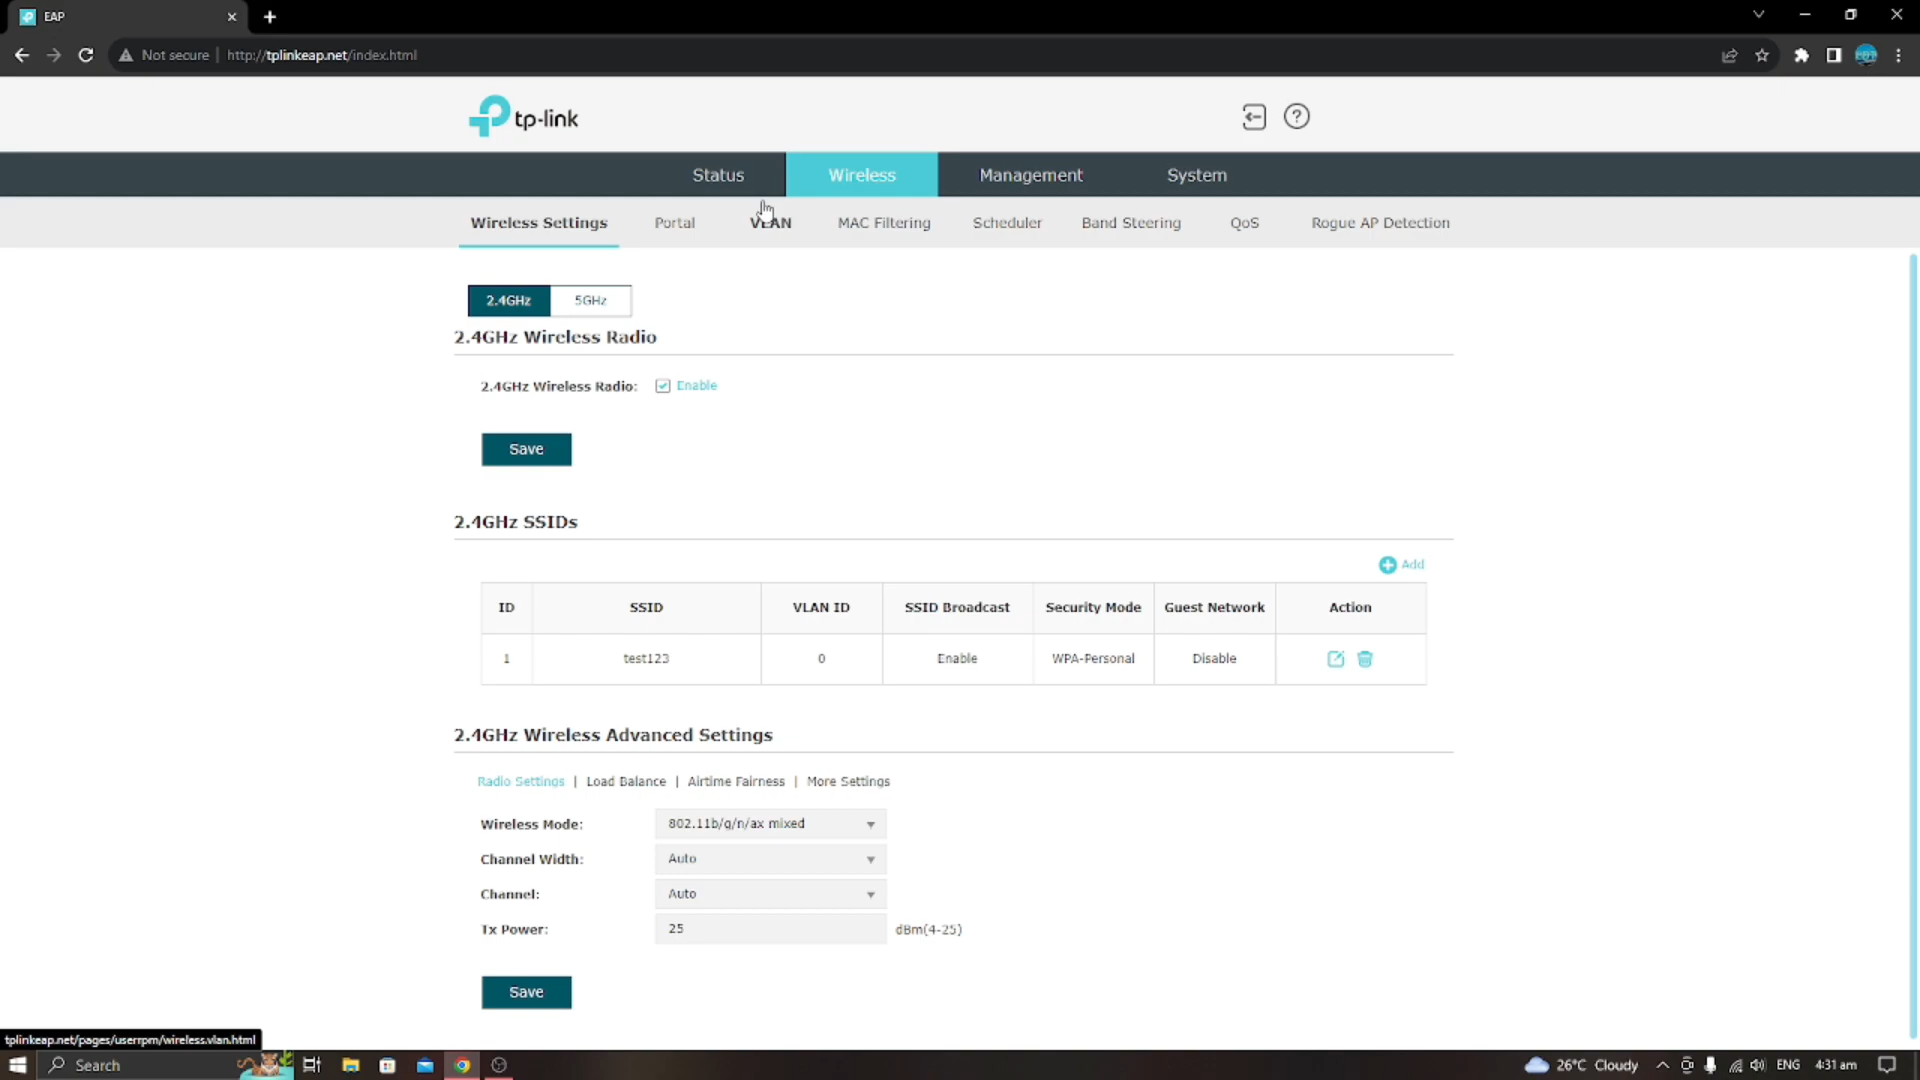 EAP
Not secure | http://tplinkeap.net/index.html
tp-link
Status Wireless Management System
Wireless Settings Portal VLAN MAC Filtering Scheduler Band Steering QoS Rogue AP Detection
2.4GHz 5GHz
2.4GHz Wireless Radio
2.4GHz Wireless Radio: Enable
Save
2.4GHz SSIDs
Add
ID SSID VLAN ID SSID Broadcast Security Mode Guest Network Action
1 test123 0 Enable WPA-Personal Disable
2.4GHz Wireless Advanced Settings
Radio Settings | Load Balance | Airtime Fairness | More Settings
Wireless Mode: 802.11b/g/n/ax mixed
Channel Width: Auto
Channel: Auto
Tx Power: 25 dBm(4-25)
Save
tplinkeap.net/pages/userrpm/wireless.vlan.html
Search 26°C Cloudy ENG 4:31 am